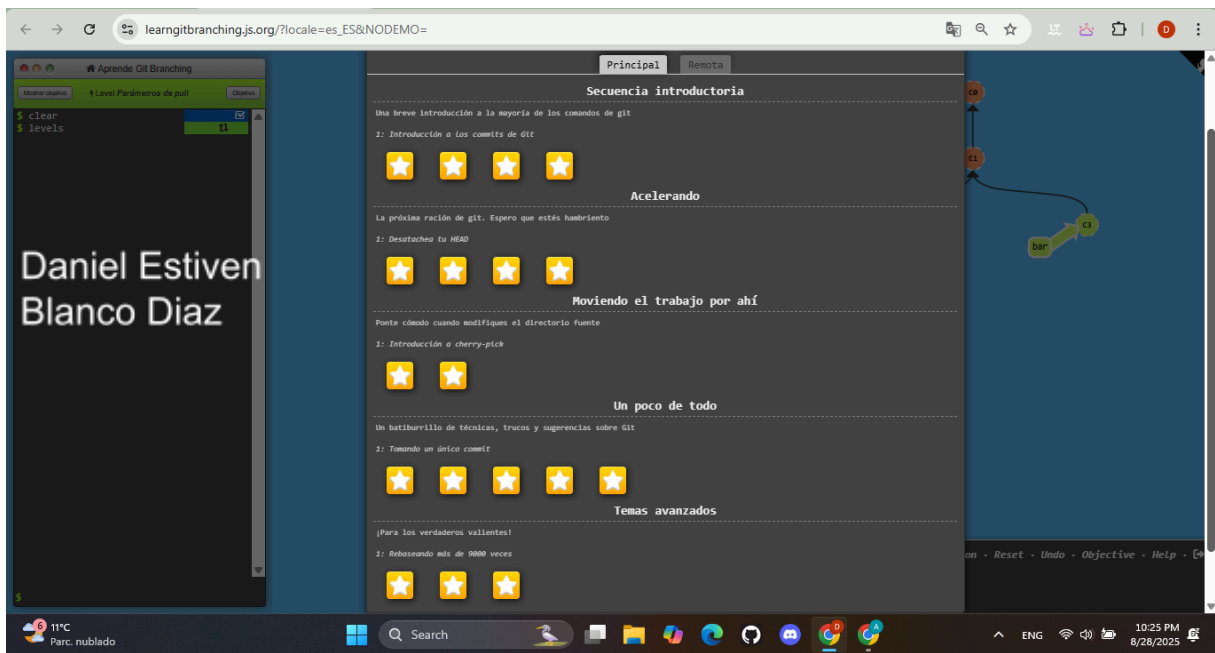 learngitbranching.js.org/?locale=es_ES&NODEMO=
D
Aprende Git Branching
Mostrar objetivo
Level Parámetros de pull
Objetivo
$ clear
$ levels
Daniel Estiven
Blanco Diaz
$
Principal Remota
Secuencia introductoria
Una breve introducción a la mayoría de los comandos de git
1: Introducción a los commits de Git
Acelerando
La próxima ración de git. Espero que estés hambriento
1: Desatachea tu HEAD
Moviendo el trabajo por ahí
Ponte cómodo cuando modifiques el directorio fuente
1: Introducción a cherry-pick
Un poco de todo
Un batiburrillo de técnicas, trucos y sugerencias sobre Git
1: Tomando un único commit
Temas avanzados
¡Para los verdaderos valientes!
1: Rebaseando más de 9000 veces
C0
C1
C3
bar
on - Reset - Undo - Objective - Help -
6
11°C
Parc. nublado
Search
ENG
10:25 PM
8/28/2025